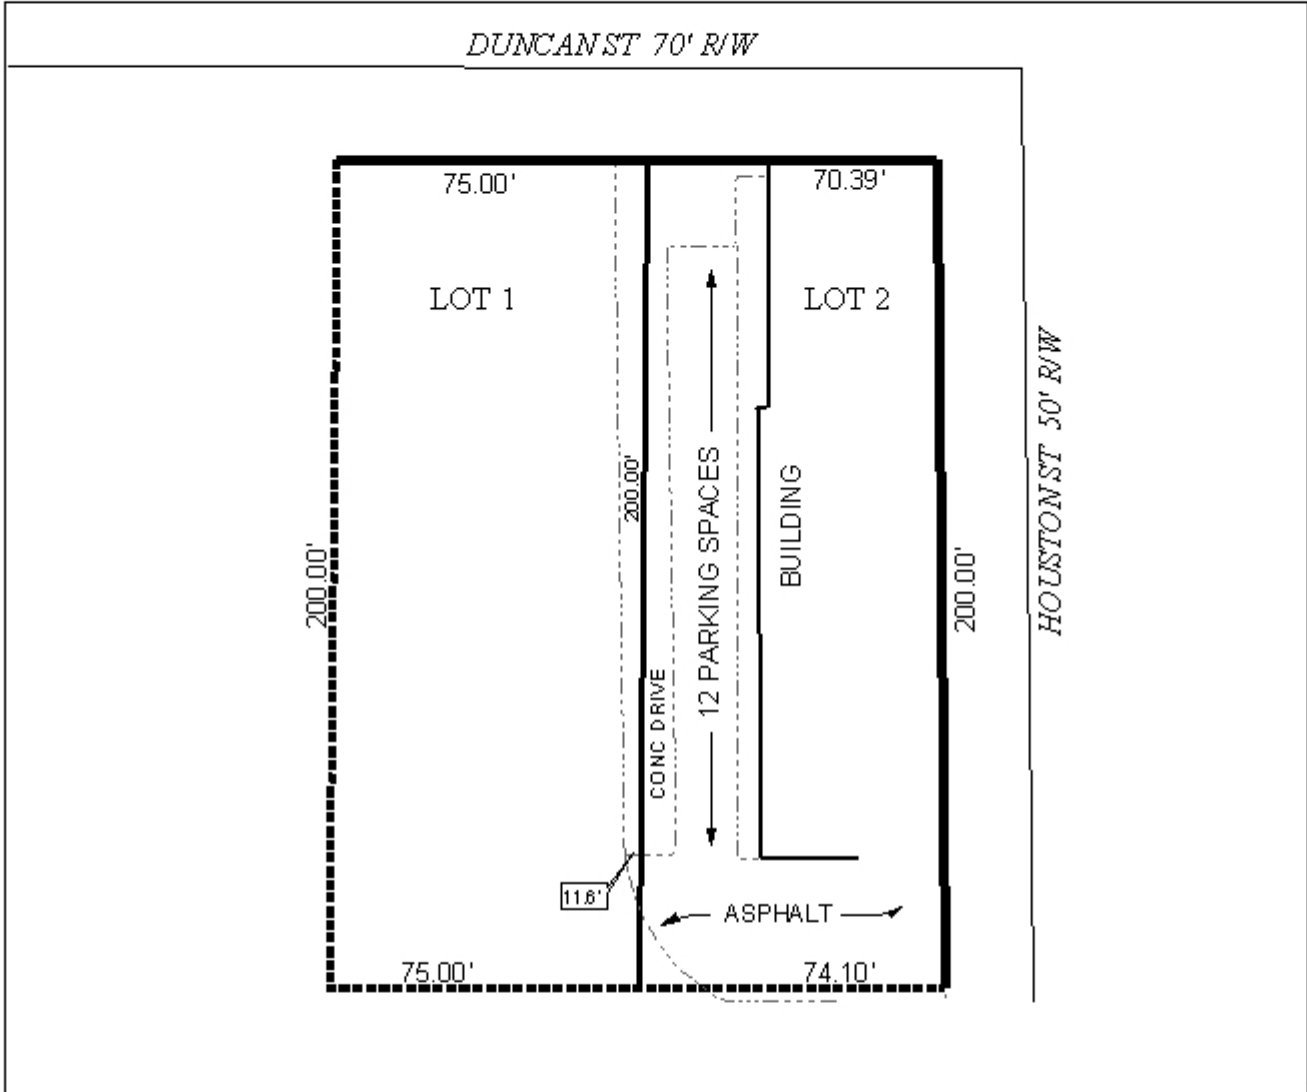 DUNCAN ST 70' R/W
75.00'
70.39'
LOT 1
LOT 2
HOUSTON ST 50' R/W
200.00'
200.00'
12 PARKING SPACES
BUILDING
200.00'
CONC DRIVE
11.6'
ASPHALT
75.00'
74.10'